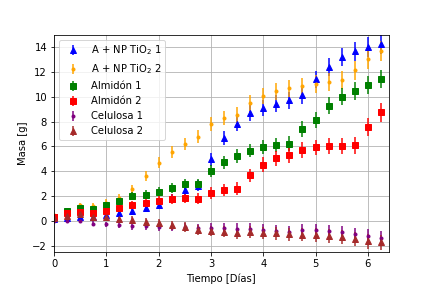 14
12
10
8
6
4
2
0
−2
Masa [g]
A + NP TiO₂ 1
A + NP TiO₂ 2
Almidón 1
Almidón 2
Celulosa 1
Celulosa 2
0 1 2 3 4 5 6
Tiempo [Días]